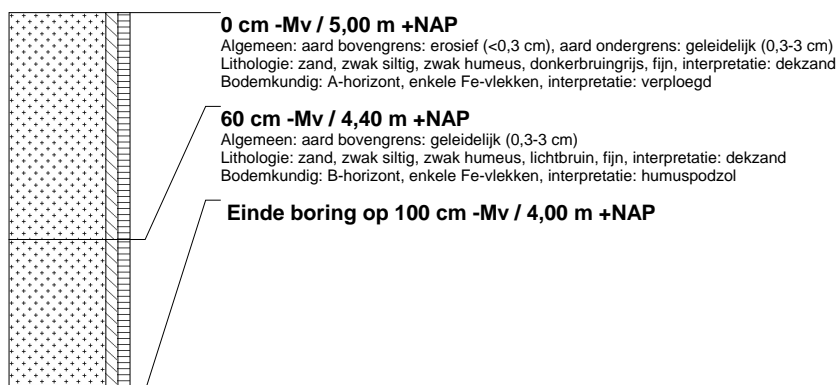 0 cm -Mv / 5,00 m +NAP
Algemeen: aard bovengrens: erosief (<0,3 cm), aard ondergrens: geleidelijk (0,3-3 cm)
Lithologie: zand, zwak siltig, zwak humeus, donkerbruingrijs, fijn, interpretatie: dekzand
Bodemkundig: A-horizont, enkele Fe-vlekken, interpretatie: verploegd
60 cm -Mv / 4,40 m +NAP
Algemeen: aard bovengrens: geleidelijk (0,3-3 cm)
Lithologie: zand, zwak siltig, zwak humeus, lichtbruin, fijn, interpretatie: dekzand
Bodemkundig: B-horizont, enkele Fe-vlekken, interpretatie: humuspodzol
Einde boring op 100 cm -Mv / 4,00 m +NAP